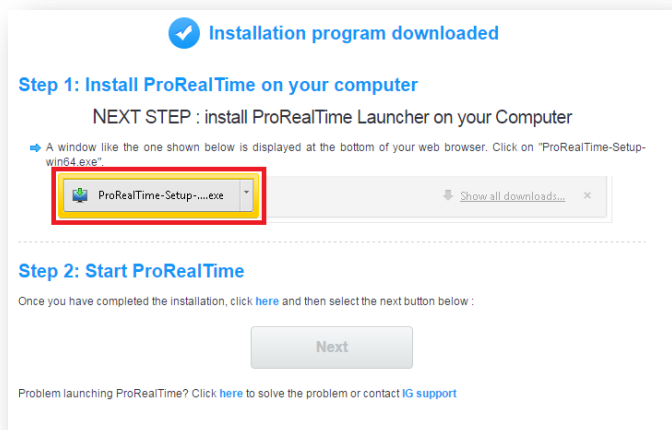 Installation program downloaded
Step 1: Install ProRealTime on your computer
NEXT STEP : install ProRealTime Launcher on your Computer
A window like the one shown below is displayed at the bottom of your web browser. Click on "ProRealTime-Setup-
win64.exe".
ProRealTime-Setup-....exe
Show all downloads...
Step 2: Start ProRealTime
Once you have completed the installation, click here and then select the next button below :
Next
Problem launching ProRealTime? Click here to solve the problem or contact IG support